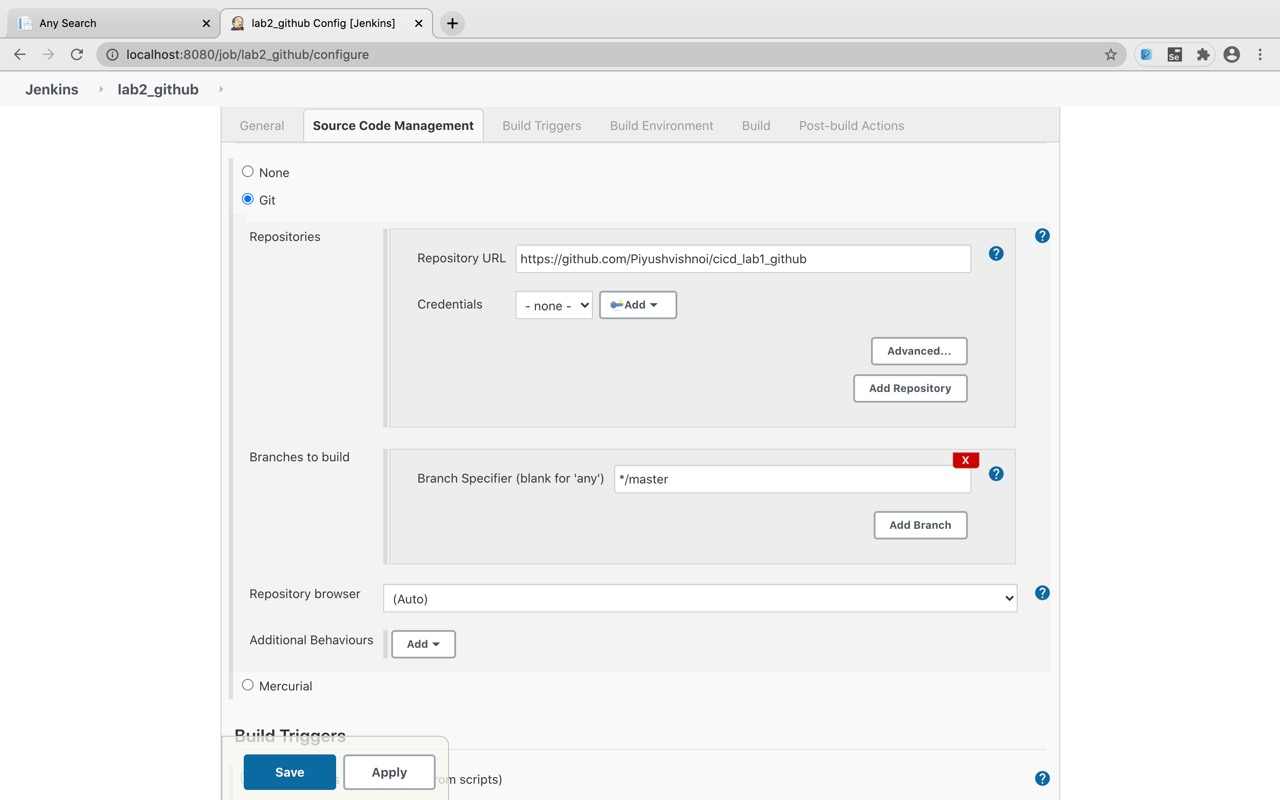 Any Search
lab2_github Config [Jenkins]
localhost:8080/job/lab2_github/configure
Se
Jenkins
lab2_github
General
Source Code Management
Build Triggers
Build Environment
Build
Post-build Actions
None
Git
Repositories
Repository URL
https://github.com/Piyushvishnoi/cicd_lab1_github
Credentials
- none -
Add
Advanced...
Add Repository
Branches to build
X
Branch Specifier (blank for 'any')
*/master
Add Branch
Repository browser
(Auto)
Additional Behaviours
Add
Mercurial
Build Triggers
Save
Apply
scripts)